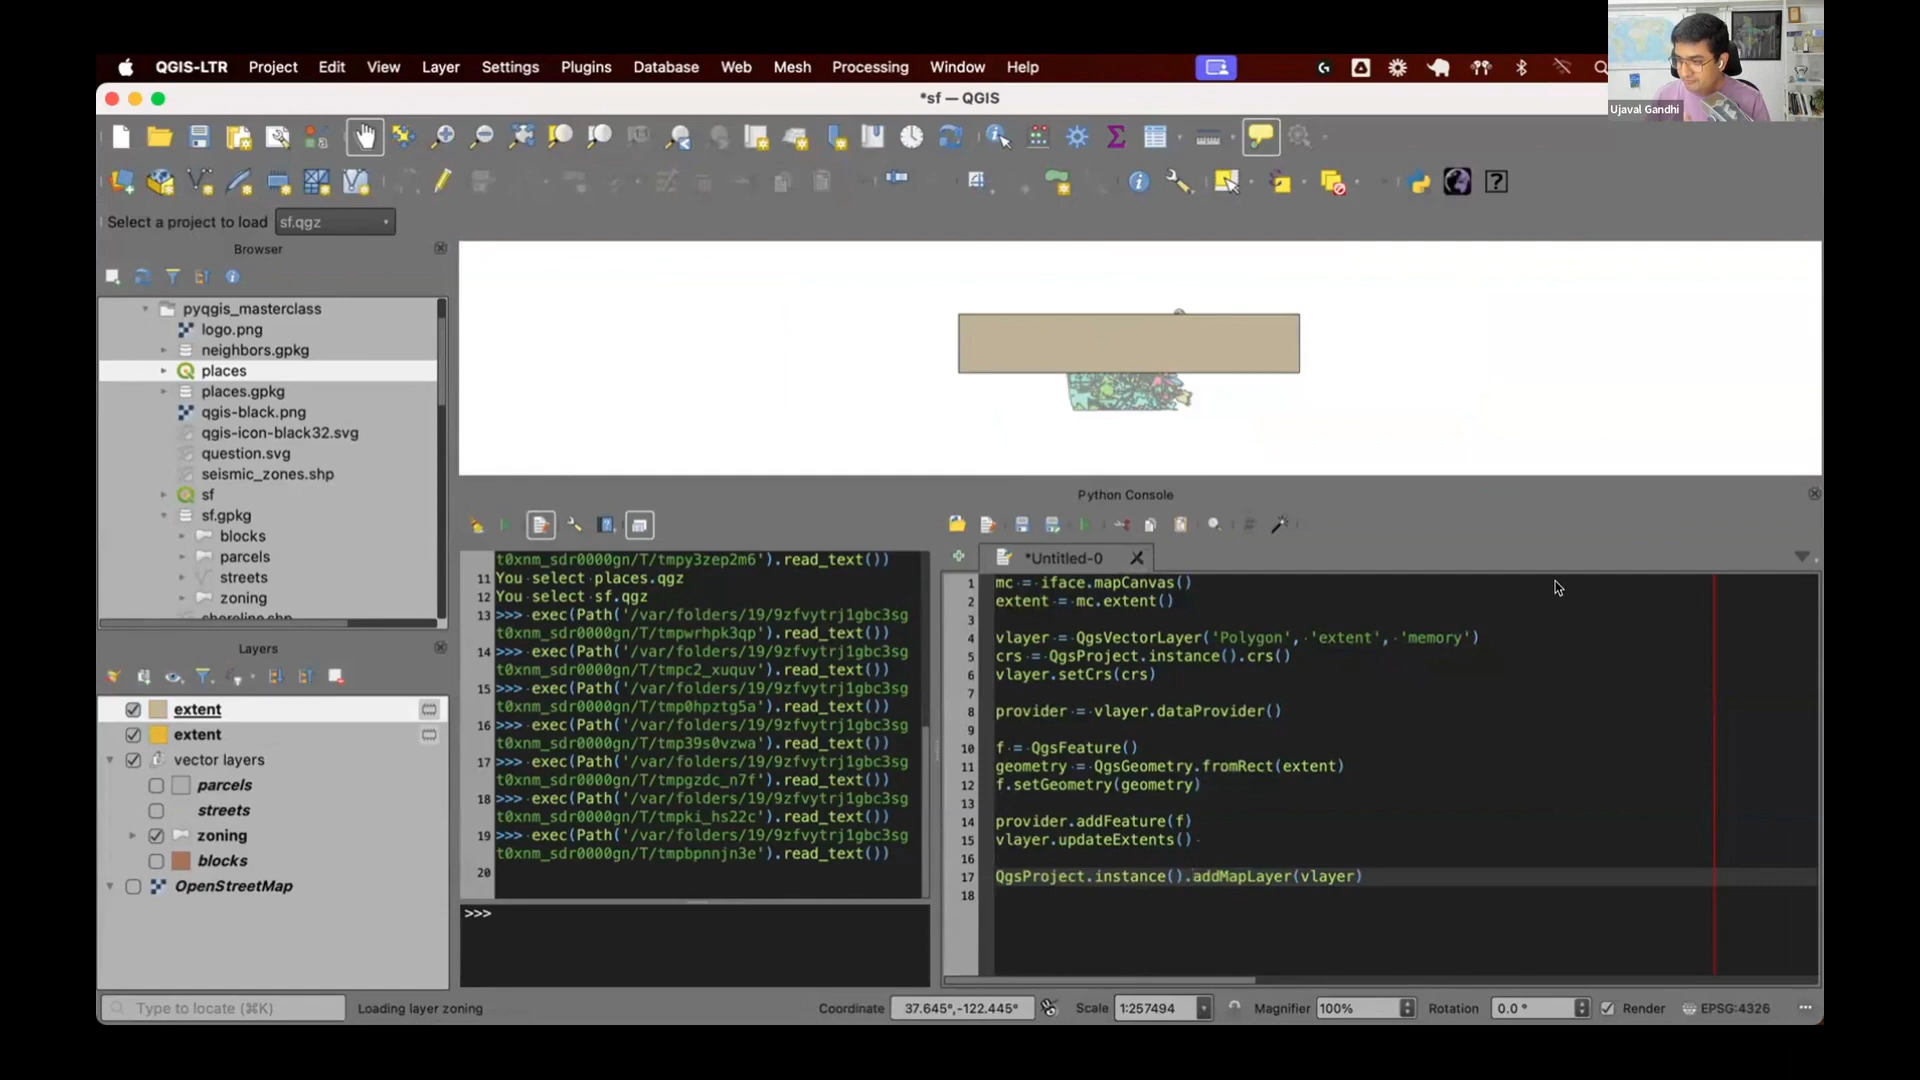 QGIS-LTR Project Edit View Layer Settings Plugins Database Web Mesh Processing Window Help
Ujaval Gandhi
*sf — QGIS
Select a project to load sf.qgz
Browser
pyqgis_masterclass
logo.png
neighbors.gpkg
places
places.gpkg
qgis-black.png
qgis-icon-black32.svg
question.svg
seismic_zones.shp
sf
sf.gpkg
blocks
parcels
streets
zoning
shoreline.shp
Layers
extent
extent
vector layers
parcels
streets
zoning
blocks
OpenStreetMap
Python Console
t0xnm_sdr0000gn/T/tmpy3zep2m6').read_text())
11 You select places.qgz
12 You select sf.qgz
13 >>> exec(Path('/var/folders/19/9zfvytrj1gbc3sg
t0xnm_sdr0000gn/T/tmpwrhpk3qp').read_text())
14 >>> exec(Path('/var/folders/19/9zfvytrj1gbc3sg
t0xnm_sdr0000gn/T/tmpc2_xuquv').read_text())
15 >>> exec(Path('/var/folders/19/9zfvytrj1gbc3sg
t0xnm_sdr0000gn/T/tmp0hpztg5a').read_text())
16 >>> exec(Path('/var/folders/19/9zfvytrj1gbc3sg
t0xnm_sdr0000gn/T/tmp39s0vzwa').read_text())
17 >>> exec(Path('/var/folders/19/9zfvytrj1gbc3sg
t0xnm_sdr0000gn/T/tmpgzdc_n7f').read_text())
18 >>> exec(Path('/var/folders/19/9zfvytrj1gbc3sg
t0xnm_sdr0000gn/T/tmpki_hs22c').read_text())
19 >>> exec(Path('/var/folders/19/9zfvytrj1gbc3sg
t0xnm_sdr0000gn/T/tmpbpnnjn3e').read_text())
20
>>>
*Untitled-0
1 mc = iface.mapCanvas()
2 extent = mc.extent()
3
4 vlayer = QgsVectorLayer('Polygon', 'extent', 'memory')
5 crs = QgsProject.instance().crs()
6 vlayer.setCrs(crs)
7
8 provider = vlayer.dataProvider()
9
10 f = QgsFeature()
11 geometry = QgsGeometry.fromRect(extent)
12 f.setGeometry(geometry)
13
14 provider.addFeature(f)
15 vlayer.updateExtents()
16
17 QgsProject.instance().addMapLayer(vlayer)
18
Type to locate (⌘K) Loading layer zoning Coordinate 37.645°,-122.445° Scale 1:257494 Magnifier 100% Rotation 0.0 ° Render EPSG:4326